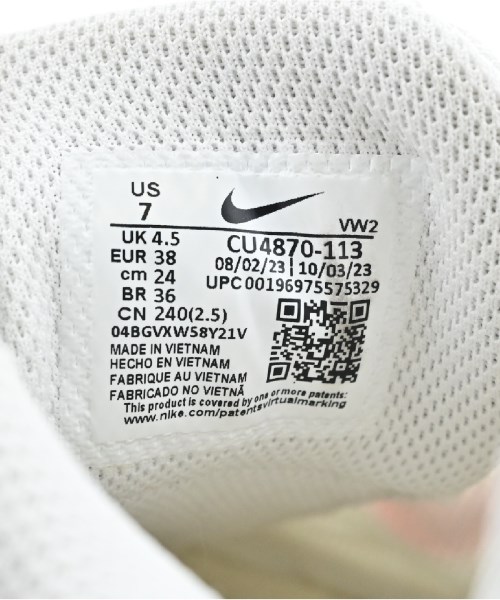 US
7
VW2
UK 4.5
CU4870-113
EUR 38
08/02/23 | 10/03/23
cm 24
UPC 00196975575329
BR 36
CN 240(2.5)
04BGVXW58Y21V
MADE IN VIETNAM
HECHO EN VIETNAM
FABRIQUE AU VIETNAM
FABRICADO NO VIETNÃ
This product is covered by one or more patents:
www.nike.com/patentsvirtualmarking